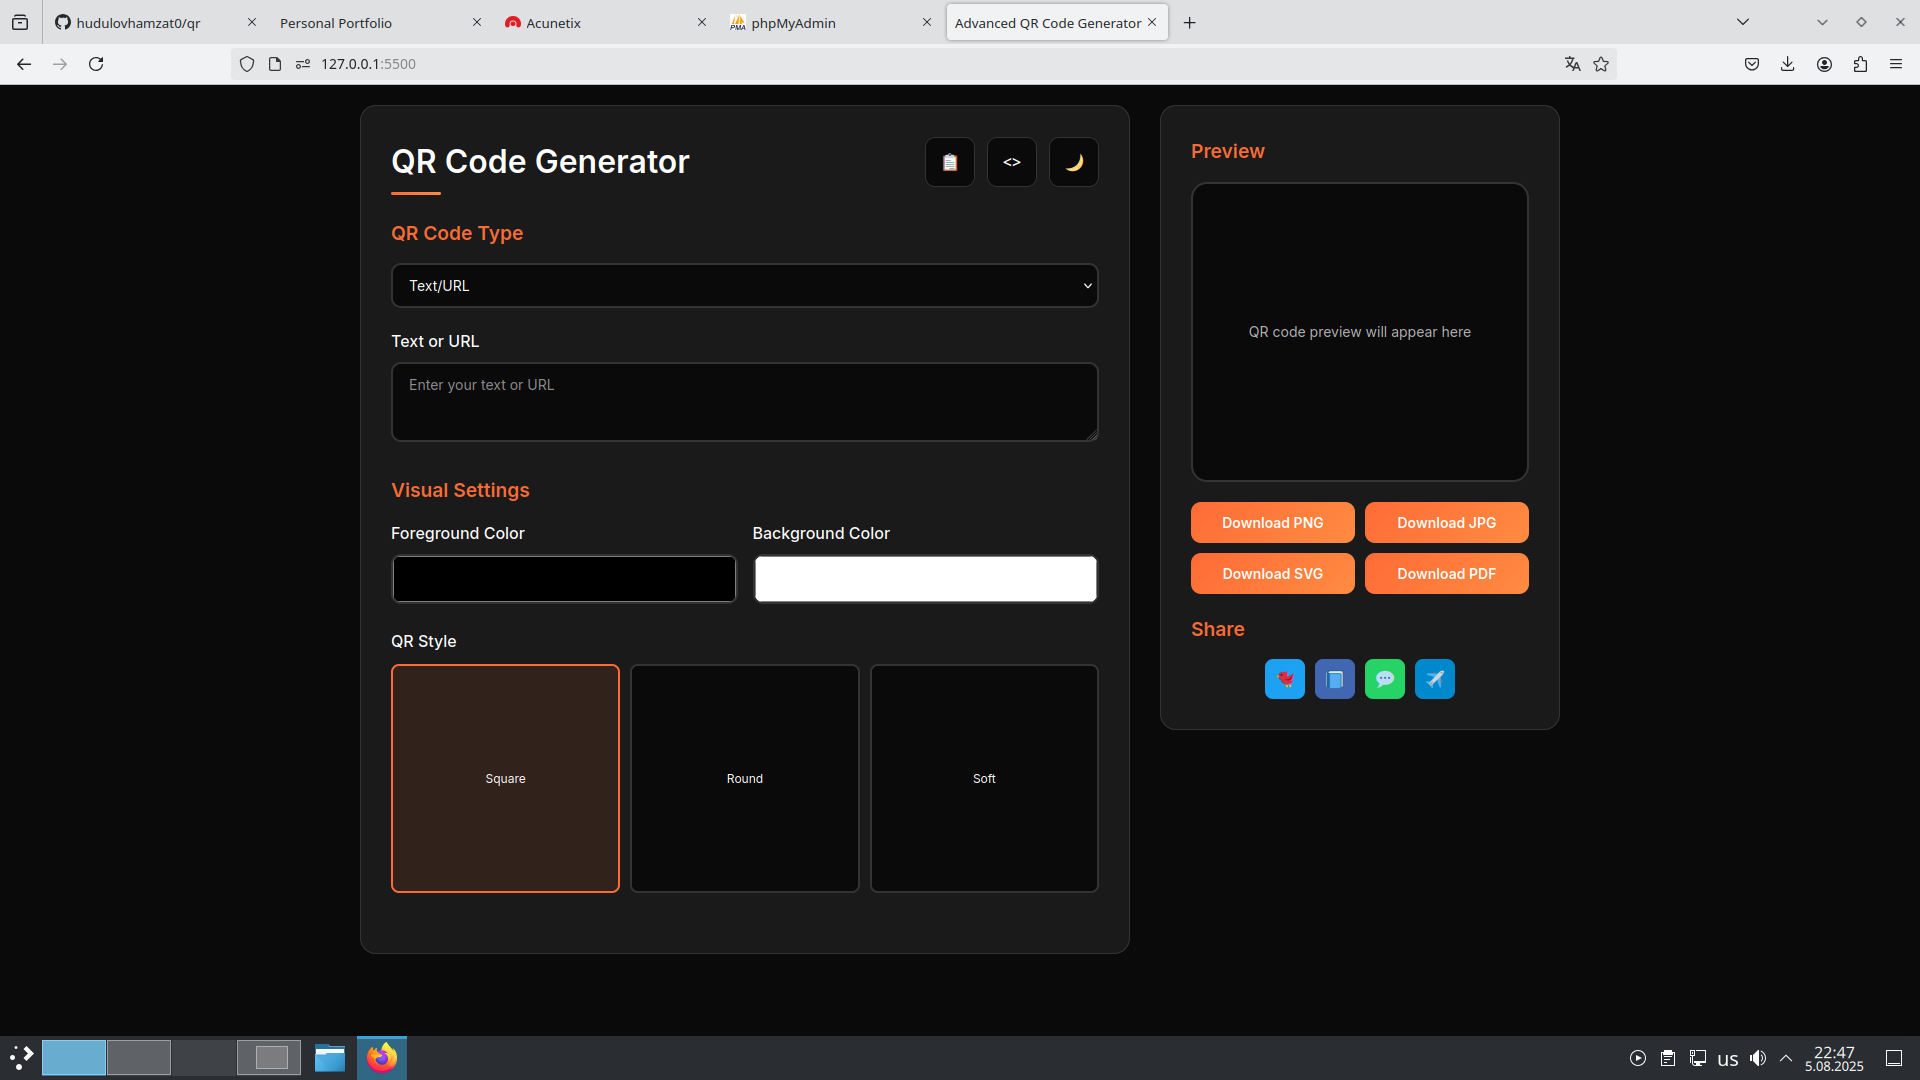 hudulovhamzat0/qr
Personal Portfolio
Acunetix
phpMyAdmin
Advanced QR Code Generator
127.0.0.1:5500
QR Code Generator
<>
QR Code Type
Text/URL
Text or URL
Enter your text or URL
Visual Settings
Foreground Color
Background Color
QR Style
Square
Round
Soft
Preview
QR code preview will appear here
Download PNG
Download JPG
Download SVG
Download PDF
Share
us
22:47
5.08.2025